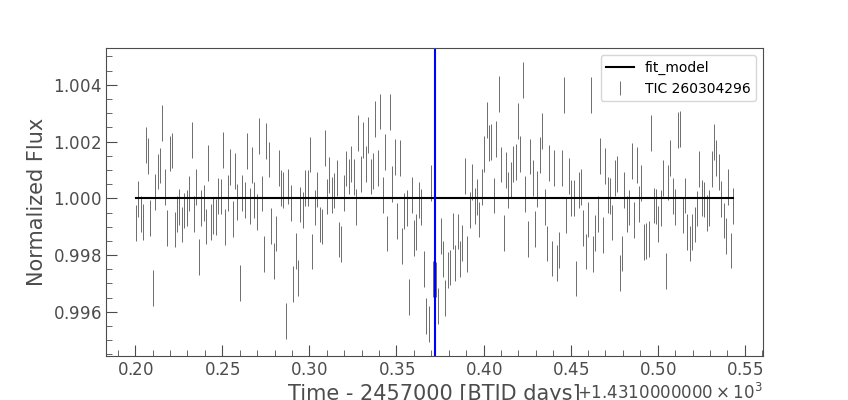 1.004
1.002
1.000
0.998
0.996
Normalized Flux
fit_model
TIC 260304296
0.20 0.25 0.30 0.35 0.40 0.45 0.50 0.55
Time - 2457000 [BTJD days]
+1.4310000000 × 10³